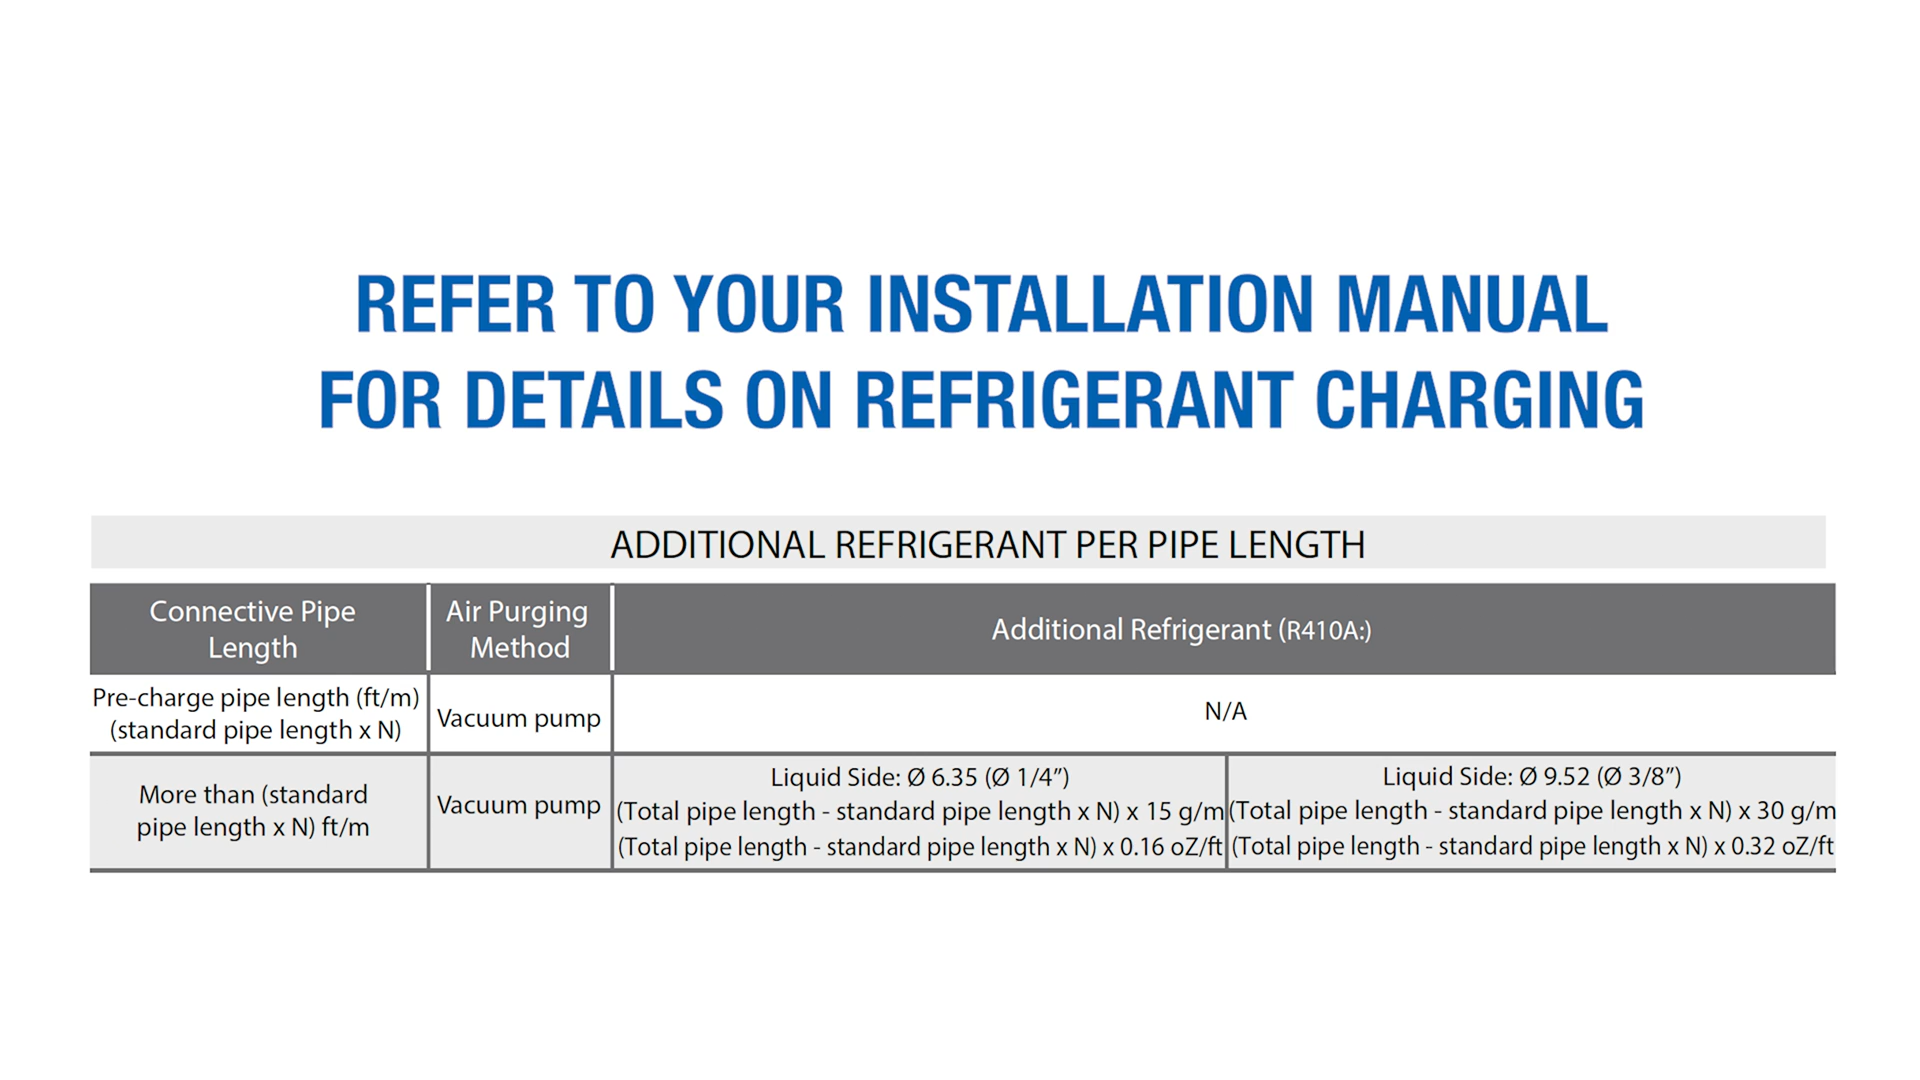 REFER TO YOUR INSTALLATION MANUAL
FOR DETAILS ON REFRIGERANT CHARGING
ADDITIONAL REFRIGERANT PER PIPE LENGTH
Connective Pipe
Length
Air Purging
Method
Additional Refrigerant (R410A:)
Pre-charge pipe length (ft/m)
(standard pipe length x N)
Vacuum pump
N/A
More than (standard
pipe length x N) ft/m
Vacuum pump
Liquid Side: Ø 6.35 (Ø 1/4”)
(Total pipe length - standard pipe length x N) x 15 g/m
(Total pipe length - standard pipe length x N) x 0.16 oZ/ft
Liquid Side: Ø 9.52 (Ø 3/8”)
(Total pipe length - standard pipe length x N) x 30 g/m
(Total pipe length - standard pipe length x N) x 0.32 oZ/ft